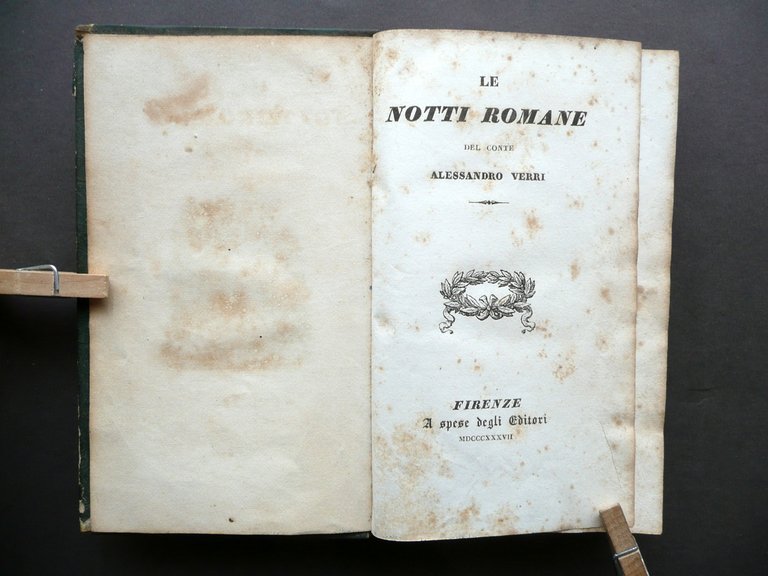 LE
NOTTI ROMANE
DEL CONTE
ALESSANDRO VERRI
FIRENZE
A spese degli Editori
MDCCCXXXVII